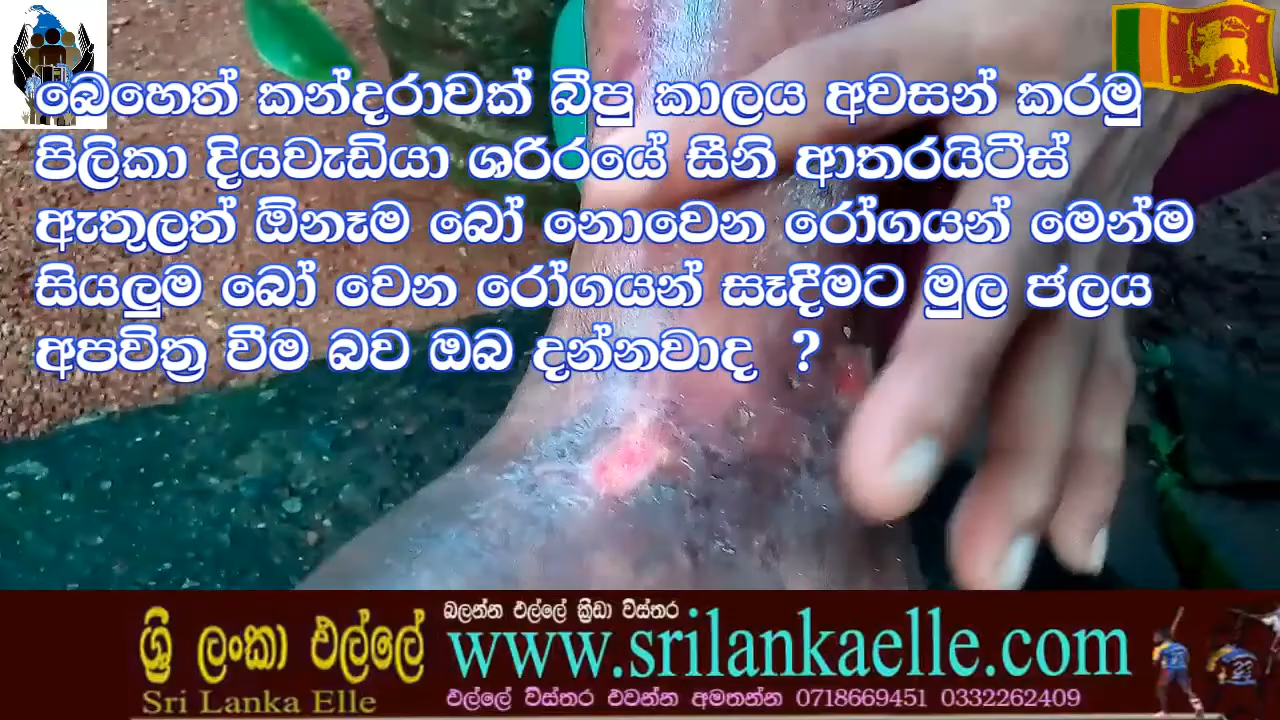 බෙහෙත් කන්දරාවක් බීපු කාලය අවසන් කරමු
පිලිකා දියවැඩියා ශරිරයේ සීනි ආතරයිටීස්
ඇතුලත් ඕනෑම බෝ නොවෙන රෝගයන් මෙන්ම
සියලුම බෝ වෙන රෝගයන් සෑදීමට මුල ජලය
අපවිත්‍ර වීම බව ඔබ දන්නවාද ?
ශ්‍රී ලංකා එල්ලේ
Sri Lanka Elle
බලන්න එල්ලේ ක්‍රීඩා විස්තර
www.srilankaelle.com
එල්ලේ විස්තර එවන්න අමතන්න 0718669451 0332262409
23